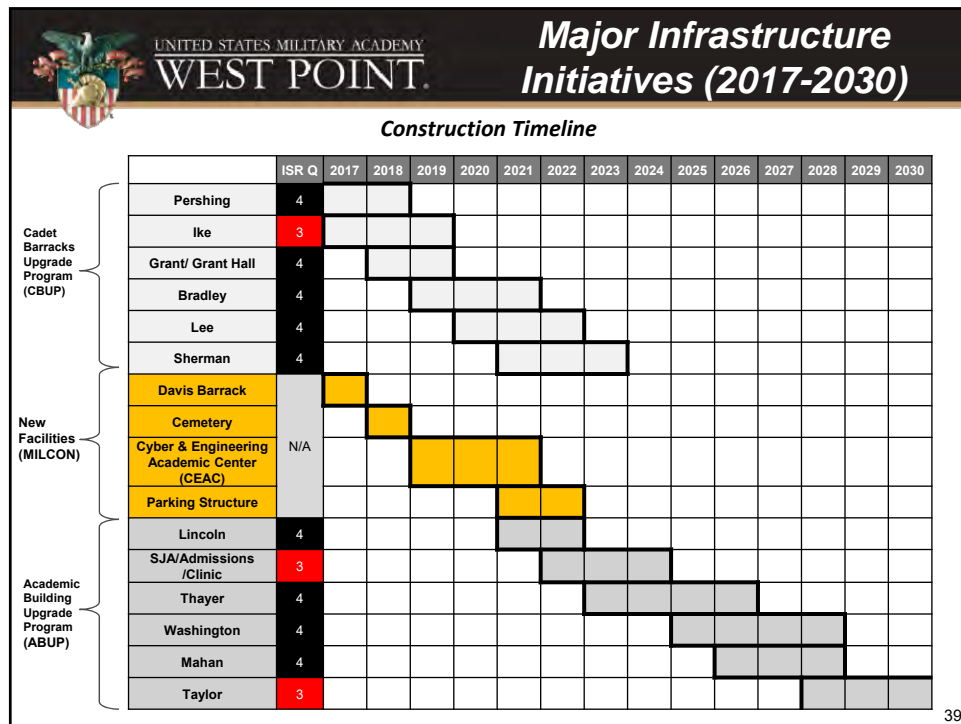 UNITED STATES MILITARY ACADEMY
WEST POINT.
Major Infrastructure
Initiatives (2017-2030)
Construction Timeline
ISR Q 2017 2018 2019 2020 2021 2022 2023 2024 2025 2026 2027 2028 2029 2030
Cadet
Barracks
Upgrade
Program
(CBUP)
Pershing 4
Ike 3
Grant/ Grant Hall 4
Bradley 4
Lee 4
Sherman 4
New
Facilities
(MILCON)
Davis Barrack
Cemetery
N/A
Cyber & Engineering
Academic Center
(CEAC)
Parking Structure
Academic
Building
Upgrade
Program
(ABUP)
Lincoln 4
SJA/Admissions
/Clinic 3
Thayer 4
Washington 4
Mahan 4
Taylor 3
39